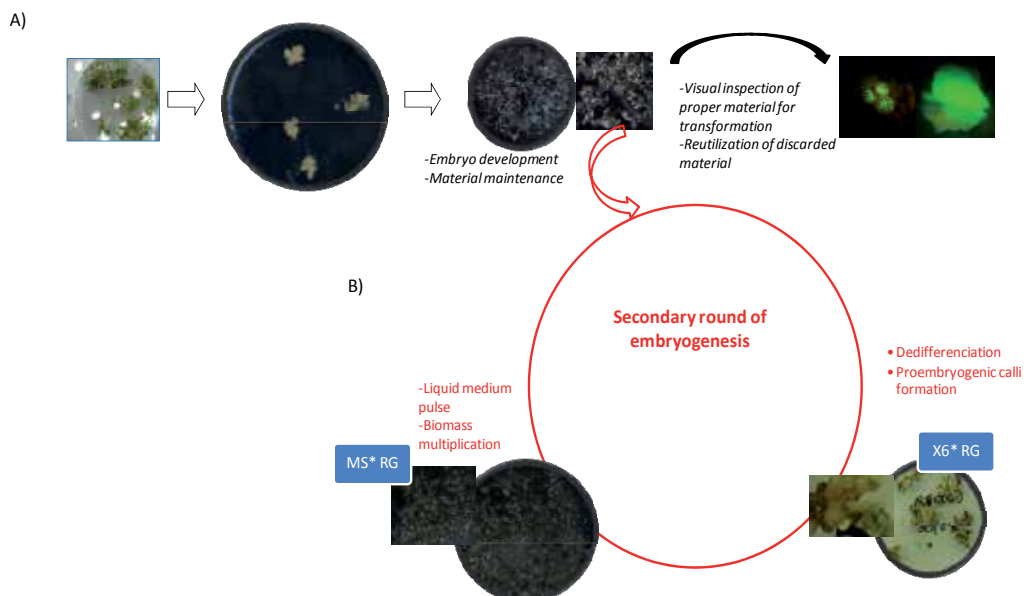 A)
-Embryo development
-Material maintenance
-Visual inspection of
proper material for
transformation
-Reutilization of discarded
material
B)
Secondary round of
embryogenesis
• Dedifferenciation
• Proembryogenic calli
formation
X6* RG
-Liquid medium
pulse
-Biomass
multiplication
MS* RG